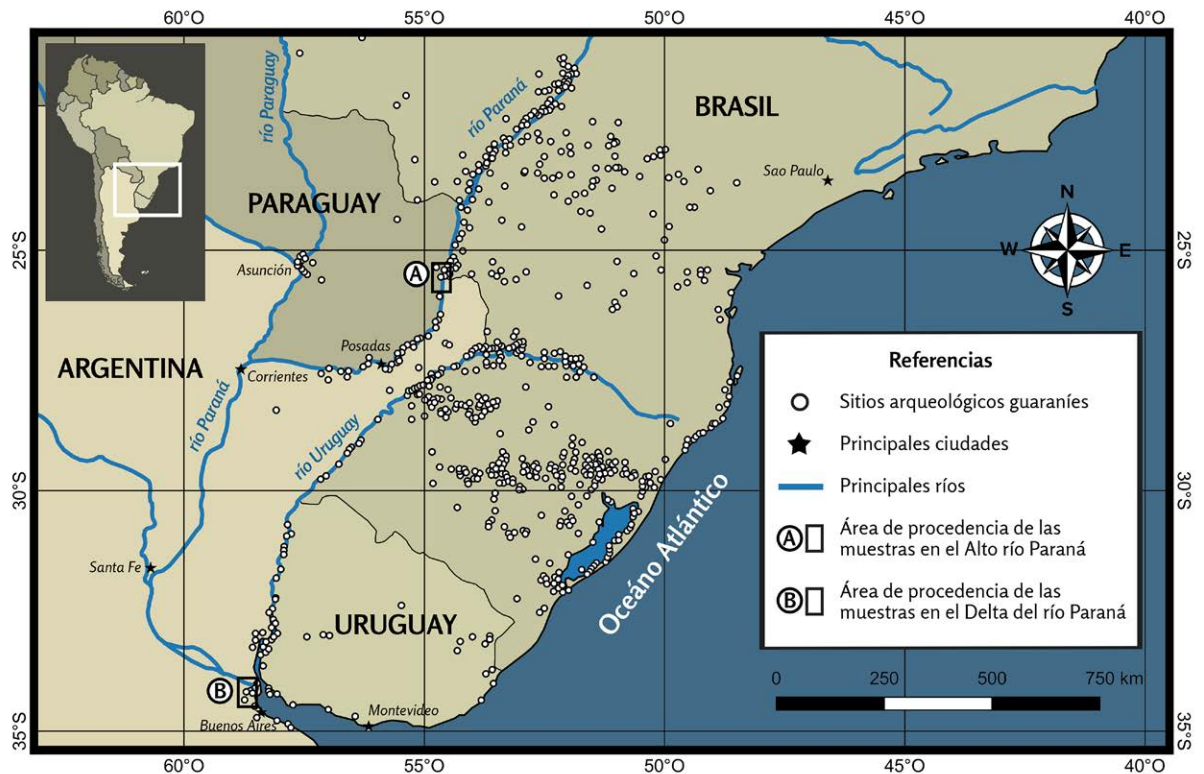 60°O 55°O 50°O 45°O 40°O
río Paraguay
río Paraná
BRASIL
Sao Paulo
PARAGUAY
25°S
Asunción
A
N
W E
S
25°S
ARGENTINA
Posadas
Corrientes
río Paraná
río Uruguay
30°S
Santa Fe
URUGUAY
Oceáno Atlántico
B
Buenos Aires
Montevideo
35°S
Referencias
Sitios arqueológicos guaraníes
Principales ciudades
Principales ríos
A Área de procedencia de las
muestras en el Alto río Paraná
B Área de procedencia de las
muestras en el Delta del río Paraná
30°S
0 250 500 750 km
35°S
60°O 55°O 50°O 45°O 40°O